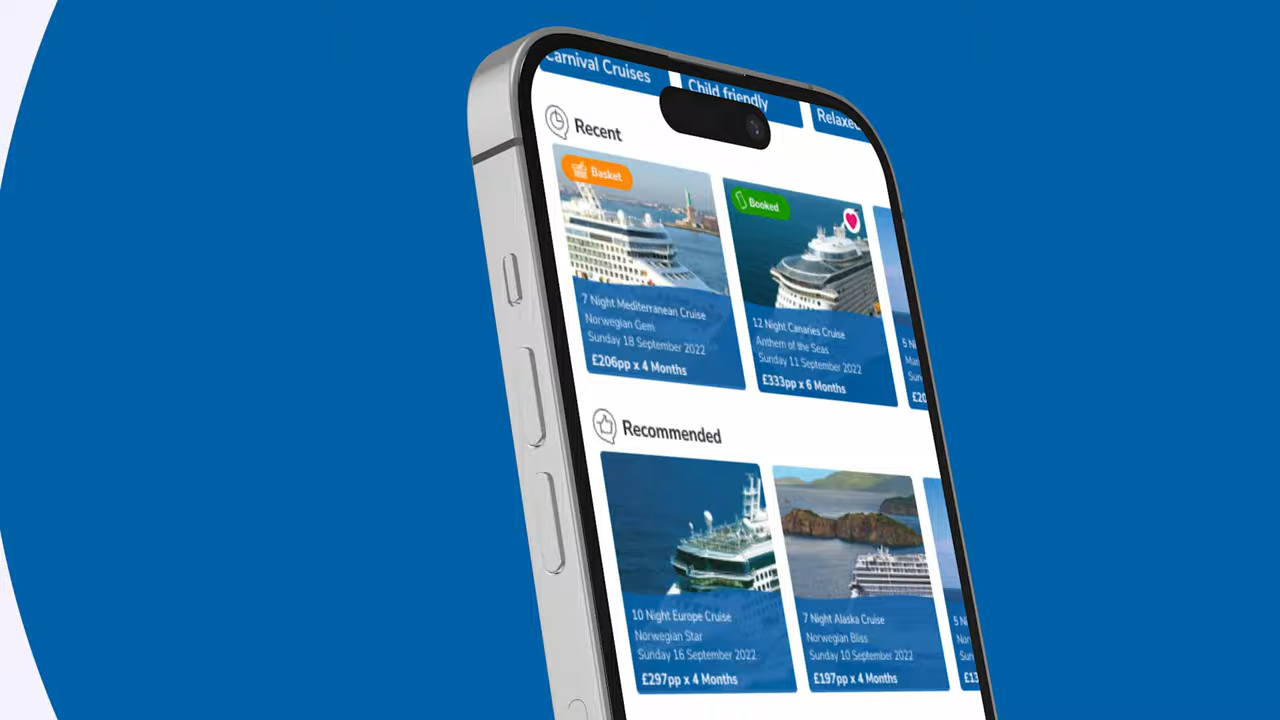 Carnival Cruises
Child friendly
Relaxed
Recent
Basket
7 Night Mediterranean Cruise
Norwegian Gem
Sunday 18 September 2022
£206pp x 4 Months
Booked
12 Night Canaries Cruise
Anthem of the Seas
Sunday 11 September 2022
£333pp x 6 Months
Recommended
10 Night Europe Cruise
Norwegian Star
Sunday 16 September 2022
£297pp x 4 Months
7 Night Alaska Cruise
Norwegian Bliss
Sunday 10 September 2022
£197pp x 4 Months